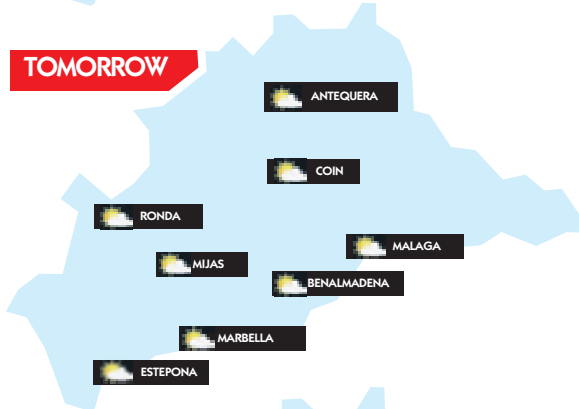 TOMORROW
ANTEQUERA
COIN
RONDA
MALAGA
MIJAS
BENALMADENA
MARBELLA
ESTEPONA